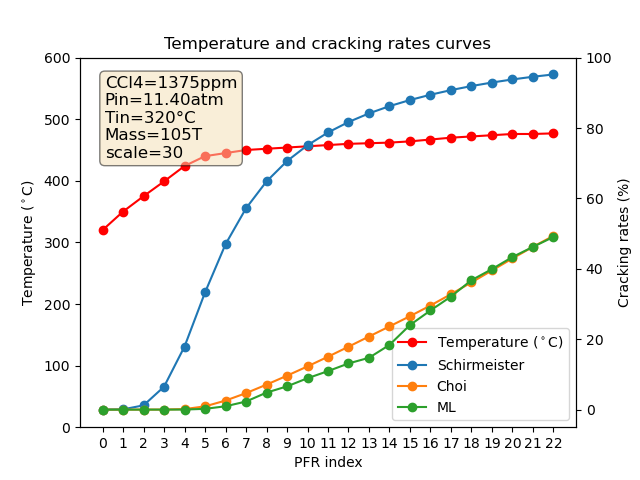 Temperature and cracking rates curves
CCl4=1375ppm
Pin=11.40atm
Tin=320°C
Mass=105T
scale=30
600
500
400
300
200
100
0
Temperature (°C)
100
80
60
40
20
0
Cracking rates (%)
Temperature (°C)
Schirmeister
Choi
ML
0 1 2 3 4 5 6 7 8 9 10 11 12 13 14 15 16 17 18 19 20 21 22
PFR index